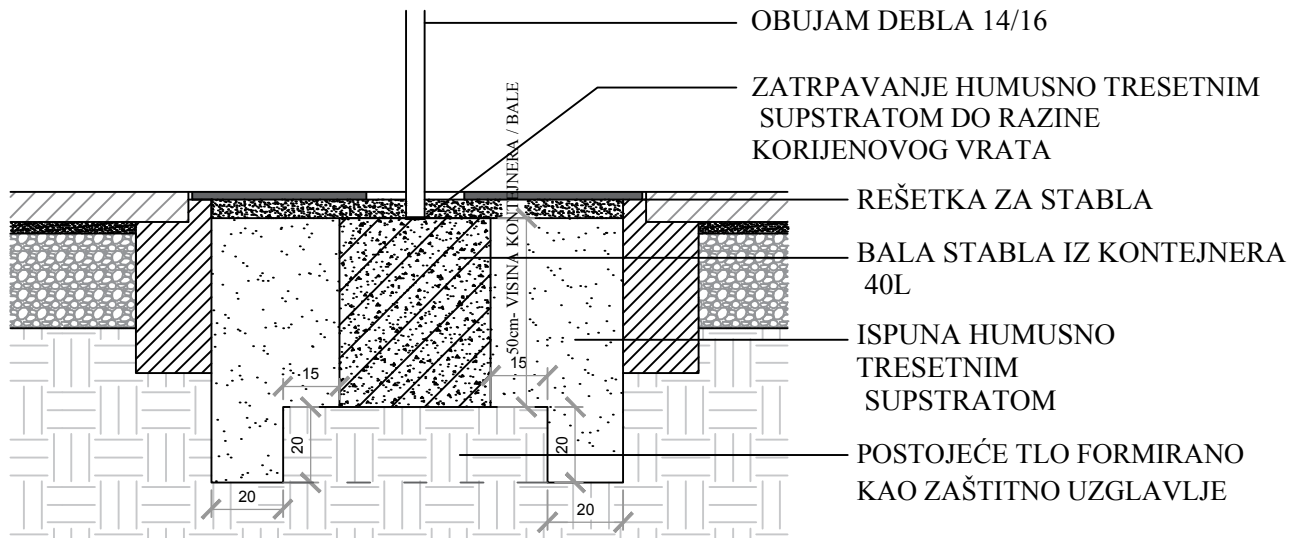 OBUJAM DEBLA 14/16
ZATRPAVANJE HUMUSNO TRESETNIM
SUPSTRATOM DO RAZINE
KORIJENOVOG VRATA
REŠETKA ZA STABLA
BALA STABLA IZ KONTEJNERA
40L
ISPUNA HUMUSNO
TRESETNIM
SUPSTRATOM
POSTOJEĆE TLO FORMIRANO
KAO ZAŠTITNO UZGLAVLJE
50cm- VISINA KONTEJNERA / BALE
15
15
20
20
20
20